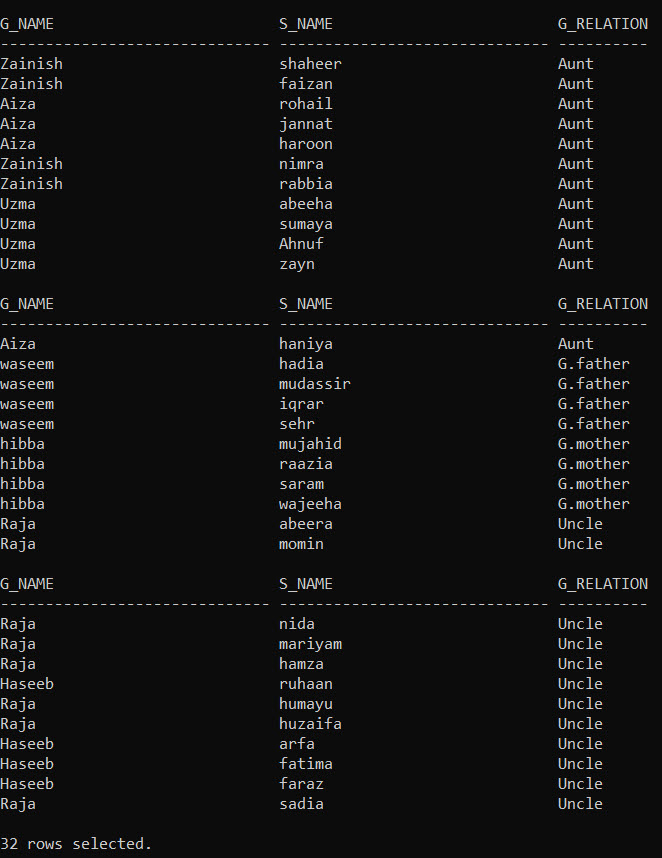 G_NAME                         S_NAME                         G_RELATION
------------------------------ ------------------------------ ----------
Zainish                        shaheer                        Aunt
Zainish                        faizan                         Aunt
Aiza                           rohail                         Aunt
Aiza                           jannat                         Aunt
Aiza                           haroon                         Aunt
Zainish                        nimra                          Aunt
Zainish                        rabbia                         Aunt
Uzma                           abeeha                         Aunt
Uzma                           sumaya                         Aunt
Uzma                           Ahnuf                          Aunt
Uzma                           zayn                           Aunt

G_NAME                         S_NAME                         G_RELATION
------------------------------ ------------------------------ ----------
Aiza                           haniya                         Aunt
waseem                         hadia                          G.father
waseem                         mudassir                       G.father
waseem                         iqrar                          G.father
waseem                         sehr                           G.father
hibba                          mujahid                        G.mother
hibba                          raazia                         G.mother
hibba                          saram                          G.mother
hibba                          wajeeha                        G.mother
Raja                           abeera                         Uncle
Raja                           momin                          Uncle

G_NAME                         S_NAME                         G_RELATION
------------------------------ ------------------------------ ----------
Raja                           nida                           Uncle
Raja                           mariyam                        Uncle
Raja                           hamza                          Uncle
Haseeb                         ruhaan                         Uncle
Raja                           humayu                         Uncle
Raja                           huzaifa                        Uncle
Haseeb                         arfa                           Uncle
Haseeb                         fatima                         Uncle
Haseeb                         faraz                          Uncle
Raja                           sadia                          Uncle

32 rows selected.